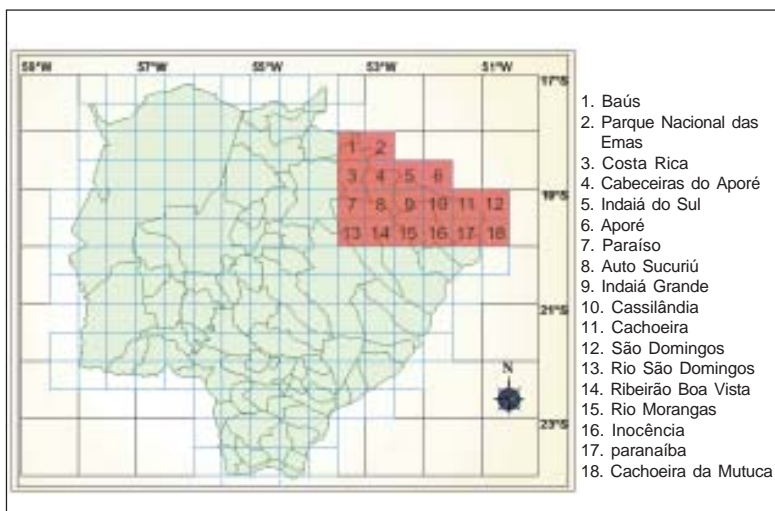 59°W 57°W 55°W 53°W 51°W
17°S
1 2
3 4 5 6
19°S
7 8 9 10 11 12
13 14 15 16 17 18
21°S
N
23°S
1. Baús
2. Parque Nacional das
Emas
3. Costa Rica
4. Cabeceiras do Aporé
5. Indaiá do Sul
6. Aporé
7. Paraíso
8. Auto Sucuriú
9. Indaiá Grande
10. Cassilândia
11. Cachoeira
12. São Domingos
13. Rio São Domingos
14. Ribeirão Boa Vista
15. Rio Morangas
16. Inocência
17. paranaíba
18. Cachoeira da Mutuca